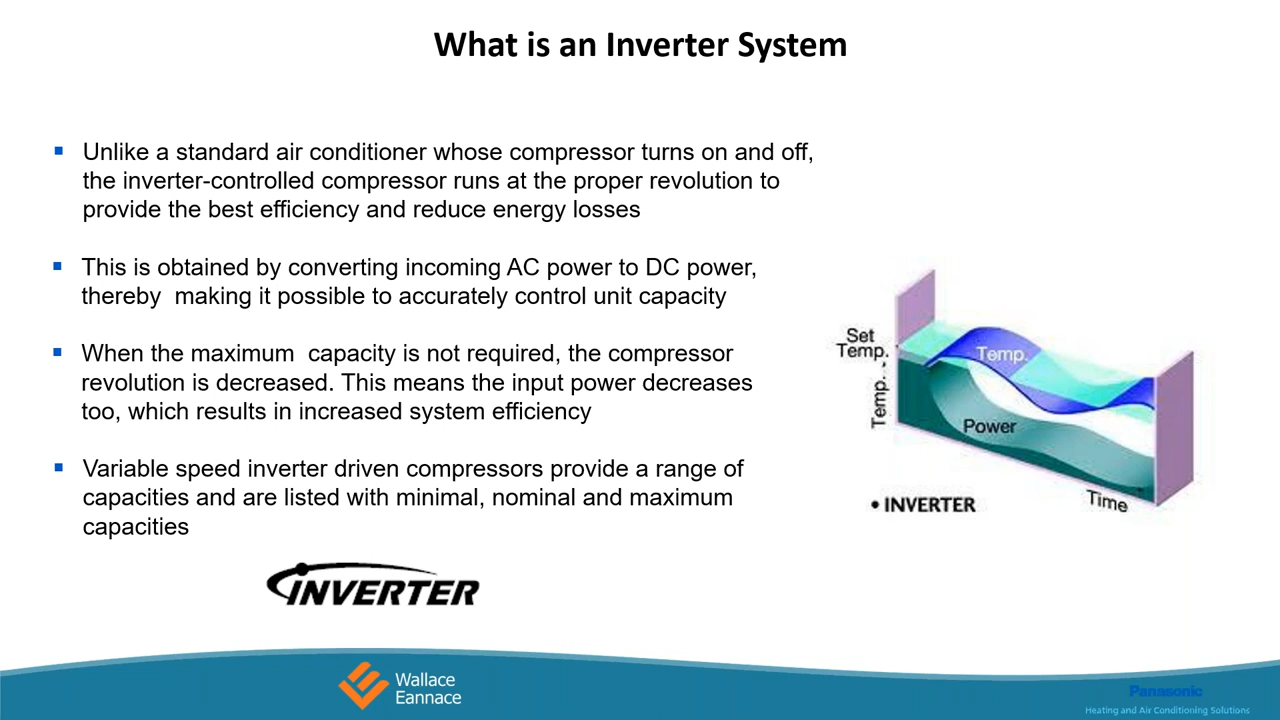 What is an Inverter System
▪ Unlike a standard air conditioner whose compressor turns on and off,
the inverter-controlled compressor runs at the proper revolution to
provide the best efficiency and reduce energy losses
▪ This is obtained by converting incoming AC power to DC power,
thereby  making it possible to accurately control unit capacity
▪ When the maximum  capacity is not required, the compressor
revolution is decreased. This means the input power decreases
too, which results in increased system efficiency
▪ Variable speed inverter driven compressors provide a range of
capacities and are listed with minimal, nominal and maximum
capacities
Set
Temp.
Temp.
Temp.
Power
Time
• INVERTER
INVERTER
Wallace
Eannace
Panasonic
Heating and Air Conditioning Solutions